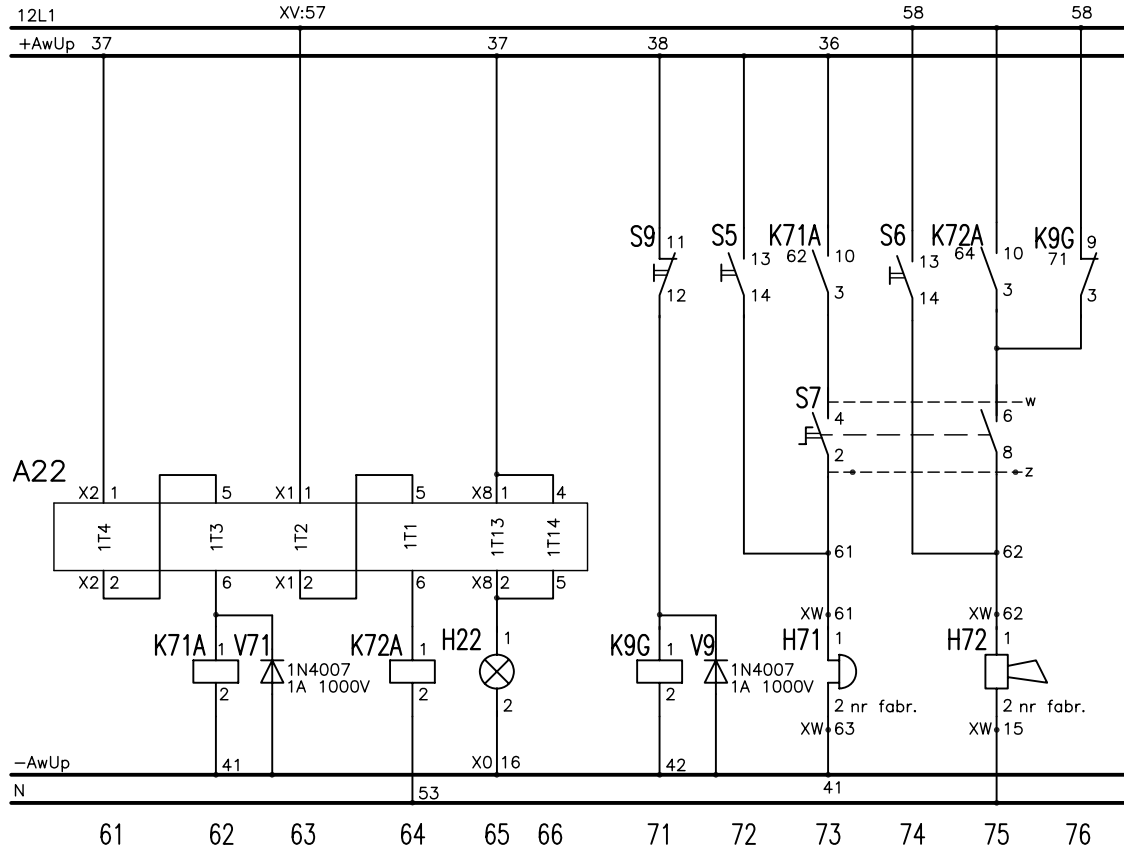 12L1 XV:57 58 58
+AwUp 37 37 38 36
S9 11 S5 K71A S6 K72A K9G 9
13 62 10 13 64 10 71
12 14 3 14 3 3
S7 4 w 6
2 8
z
A22
X2 1 5 X1 1 5 X8 1 4
1T4 1T3 1T2 1T1 1T13 1T14
X2 2 6 X1 2 6 X8 2 5
61 62
XW 61 XW 62
K71A 1 V71 K72A 1 H22 1 K9G 1 V9 H71 1 H72 1
1N4007 1N4007
1A 1000V 1A 1000V
2 2 2 2 2 nr fabr. 2 nr fabr.
XW 63 XW 15
-AwUp 41 X0 16 42
N 53 41
61 62 63 64 65 66 71 72 73 74 75 76